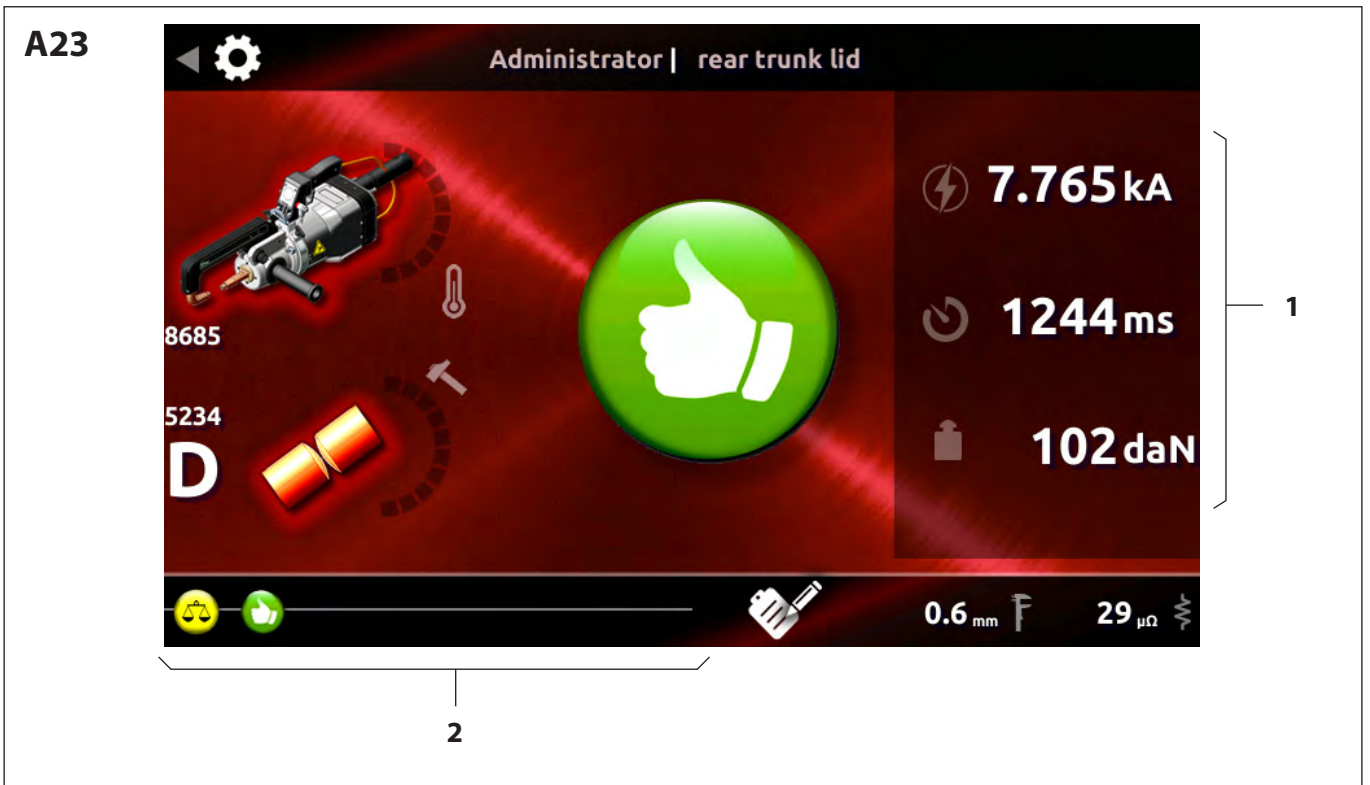 A23
Administrator | rear trunk lid
7.765 kA
1244 ms
102 daN
8685
5234
D
0.6 mm
29 μΩ
1
2